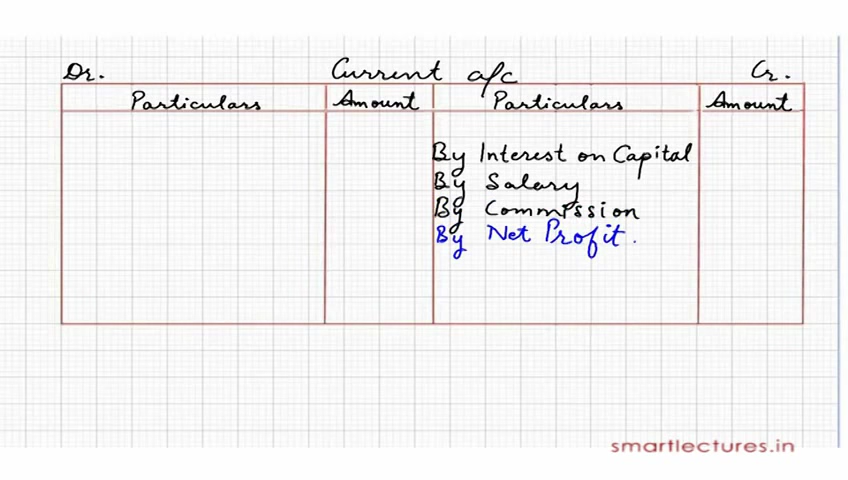 Dr. Current a/c Cr.
Particulars Amount Particulars Amount
By Interest on Capital
By Salary
By Commission
By Net Profit.
smartlectures.in